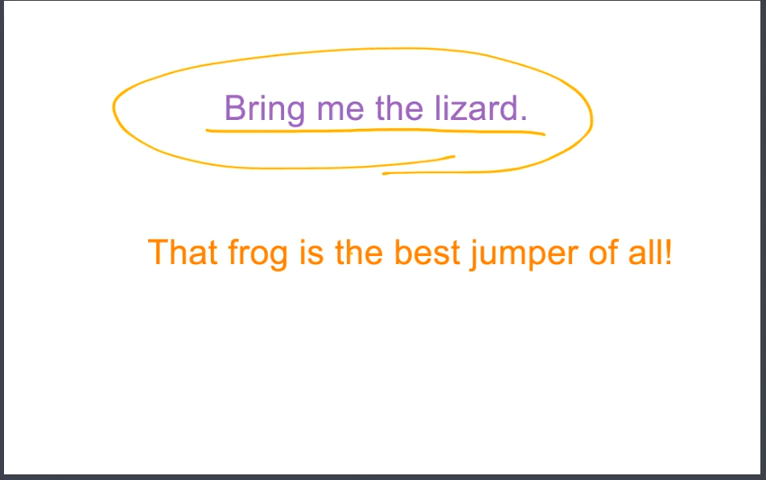 Bring me the lizard.
That frog is the best jumper of all!